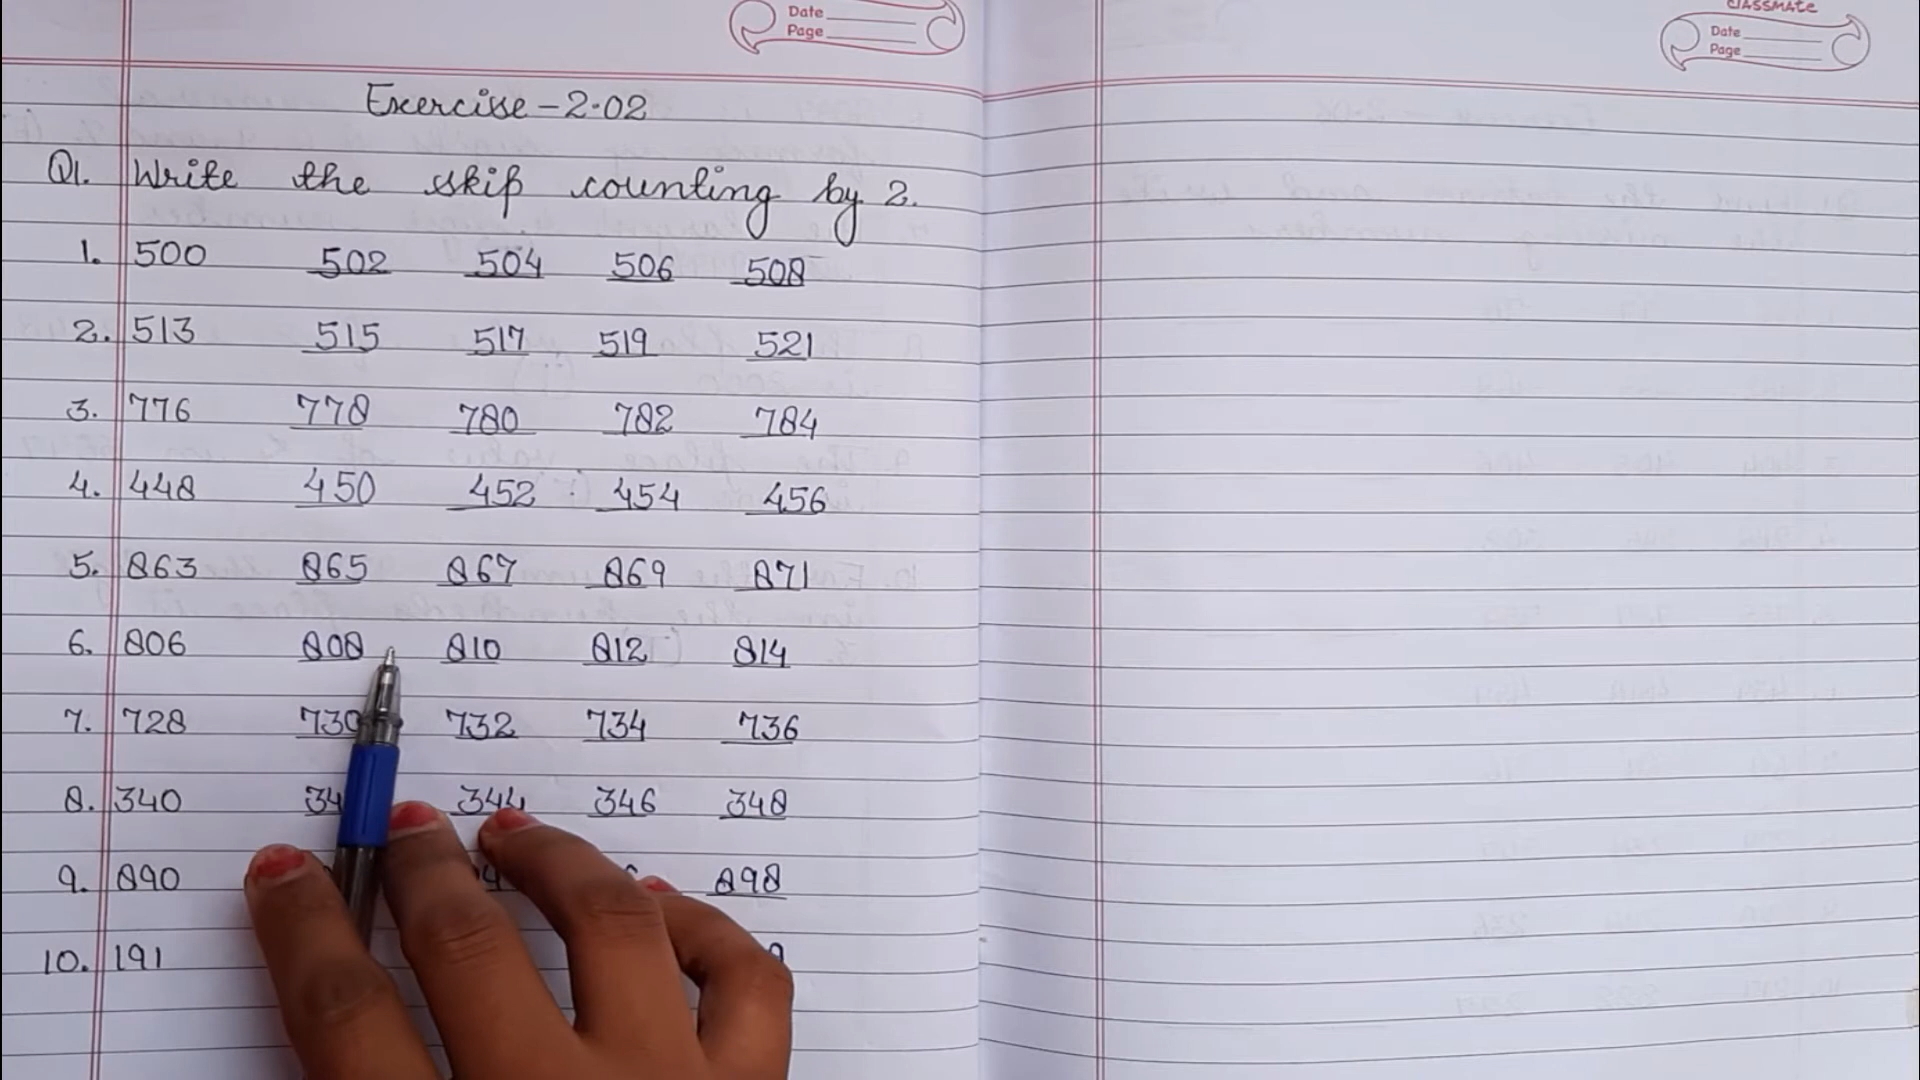 Date
Page
CLASSMATE
Date
Page
Exercise-2.02
Q1. Write the skip counting by 2.
1. 500 502 504 506 508
2. 513 515 517 519 521
3. 776 778 780 782 784
4. 448 450 452 454 456
5. 863 865 867 869 871
6. 806 808 810 812 814
7. 728 730 732 734 736
8. 340 344 346 348
9. 890 898
10. 191